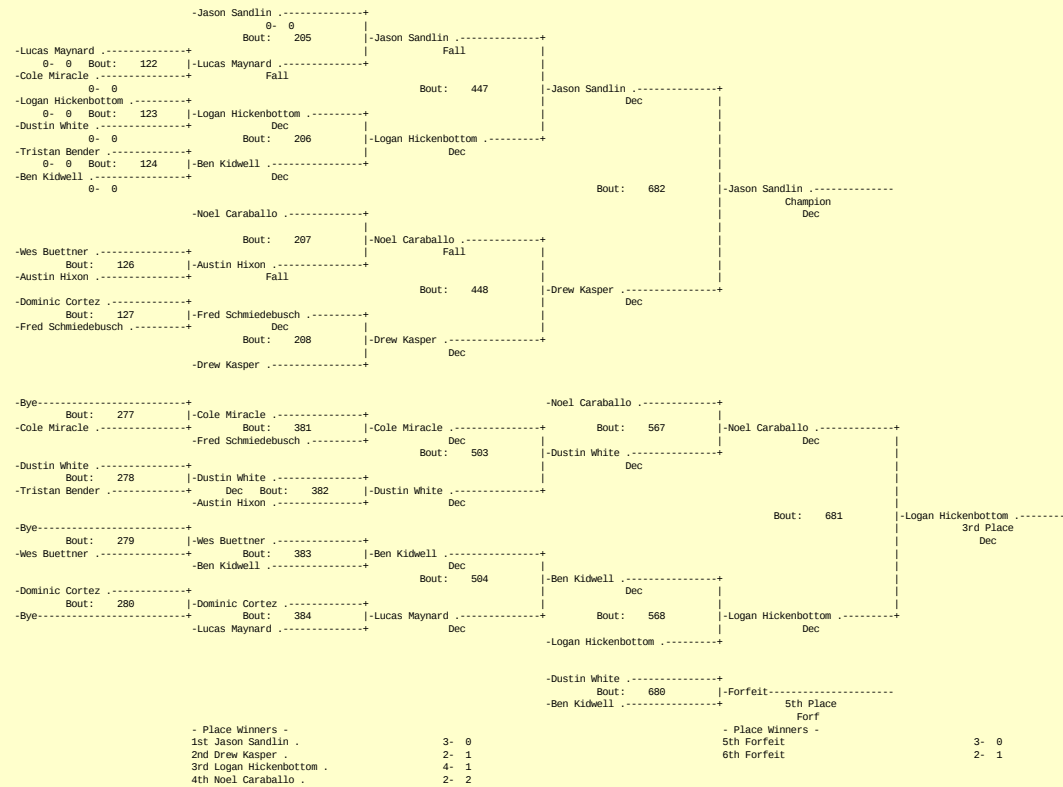 -Jason Sandlin .------------+
0-  0                |
Bout:    205         |-Jason Sandlin .-------------+
-Lucas Maynard .-------------+                             |            Fall             |
0-  0   Bout:    122      |-Lucas Maynard .-------------+                             |
-Cole Miracle .--------------+            Fall                                           |
0-  0                                                      Bout:    447         |-Jason Sandlin .-------------+
-Logan Hickenbottom .---------+                                                           |             Dec             |
0-  0   Bout:    123      |-Logan Hickenbottom .--------+                             |                             |
-Dustin White .--------------+             Dec             |                             |                             |
0-  0                          Bout:    206         |-Logan Hickenbottom .--------+                             |
-Tristan Bender .------------+                             |             Dec                                           |
0-  0   Bout:    124      |-Ben Kidwell .---------------+                                                           |
-Ben Kidwell .---------------+             Dec                                                                         |
0-  0                                                                                    Bout:    682         |-Jason Sandlin .-------------
|          Champion
-Noel Caraballo .------------+                                                           |             Dec
|                                                           |
Bout:    207         |-Noel Caraballo .------------+                             |
-Wes Buettner .--------------+                             |            Fall             |                             |
Bout:    126         |-Austin Hixon .--------------+                             |                             |
-Austin Hixon .--------------+            Fall                                           |                             |
Bout:    448         |-Drew Kasper .---------------+
-Dominic Cortez .------------+                                                           |             Dec
Bout:    127         |-Fred Schmiedebusch .--------+                             |
-Fred Schmiedebusch .--------+             Dec             |                             |
Bout:    208         |-Drew Kasper .---------------+
|             Dec
-Drew Kasper .---------------+
-Bye-------------------------+                                                           -Noel Caraballo .------------+
Bout:    277         |-Cole Miracle .--------------+                                                           |
-Cole Miracle .--------------+          Bout:    381       |-Cole Miracle .--------------+        Bout:    567         |-Noel Caraballo .------------+
-Fred Schmiedebusch .--------+             Dec             |                             |             Dec             |
Bout:    503         |-Dustin White .--------------+                             |
-Dustin White .--------------+                                                           |             Dec                                           |
Bout:    278         |-Dustin White .--------------+                             |                                                           |
-Tristan Bender .------------+     Dec   Bout:    382      |-Dustin White .--------------+                                                           |
-Austin Hixon .--------------+             Dec                                                                         |
Bout:    681         |-Logan Hickenbottom .-------
-Bye-------------------------+                                                                                                                       |          3rd Place
Bout:    279         |-Wes Buettner .--------------+                                                                                         |             Dec
-Wes Buettner .--------------+          Bout:    383       |-Ben Kidwell .---------------+                                                           |
-Ben Kidwell .---------------+             Dec             |                                                           |
Bout:    504         |-Ben Kidwell .---------------+                             |
-Dominic Cortez .------------+                                                           |             Dec             |                             |
Bout:    280         |-Dominic Cortez .------------+                             |                             |                             |
-Bye-------------------------+          Bout:    384       |-Lucas Maynard .-------------+        Bout:    568         |-Logan Hickenbottom .--------+
-Lucas Maynard .-------------+             Dec                                           |             Dec
-Logan Hickenbottom .--------+
-Dustin White .--------------+
Bout:    680         |-Forfeit---------------------
-Ben Kidwell .---------------+          5th Place
Forf
- Place Winners -                                                                        - Place Winners -
1st Jason Sandlin .                       3-  0                                          5th Forfeit                               3-  0
2nd Drew Kasper .                         2-  1                                          6th Forfeit                               2-  1
3rd Logan Hickenbottom .                  4-  1
4th Noel Caraballo .                      2-  2